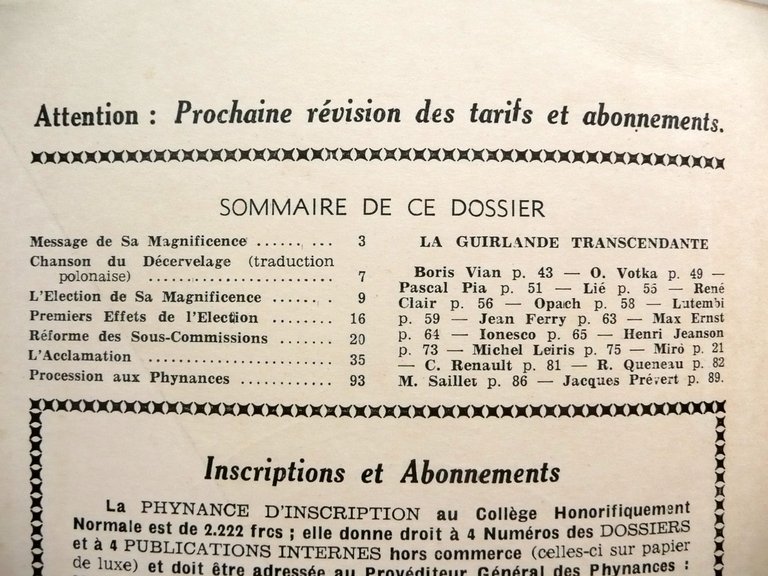 Attention : Prochaine révision des tarifs et abonnements.
SOMMAIRE DE CE DOSSIER
Message de Sa Magnificence ...... ... 3
Chanson du Décervelage (traduction
polonaise) ...................... 7
L'Election de Sa Magnificence ...... . 9
Premiers Effets de l'Election ........ 16
Réforme des Sous-Commissions ....... 20
L'Acclamation ...................... 35
Procession aux Phynances ............ 93
LA GUIRLANDE TRANSCENDANTE
Boris Vian p. 43 — O. Votka p. 49 —
Pascal Pia p. 51 — Lié p. 55 — René
Clair p. 56 — Opach p. 58 — Lutembi
p. 59 — Jean Ferry p. 63 — Max Ernst
p. 64 — Ionesco p. 65 — Henri Jeanson
p. 73 — Michel Leiris p. 75 — Miró p. 21
— C. Renault p. 81 — R. Queneau p. 82
M. Saillet p. 86 — Jacques Prévert p. 89.
Inscriptions et Abonnements
La PHYNANCE D'INSCRIPTION au Collège Honorifiquement
Normale est de 2.222 frcs ; elle donne droit à 4 Numéros des DOSSIERS
et à 4 PUBLICATIONS INTERNES hors commerce (celles-ci sur papier
de luxe) et doit être adressée au Provéditeur Général des Phynances :